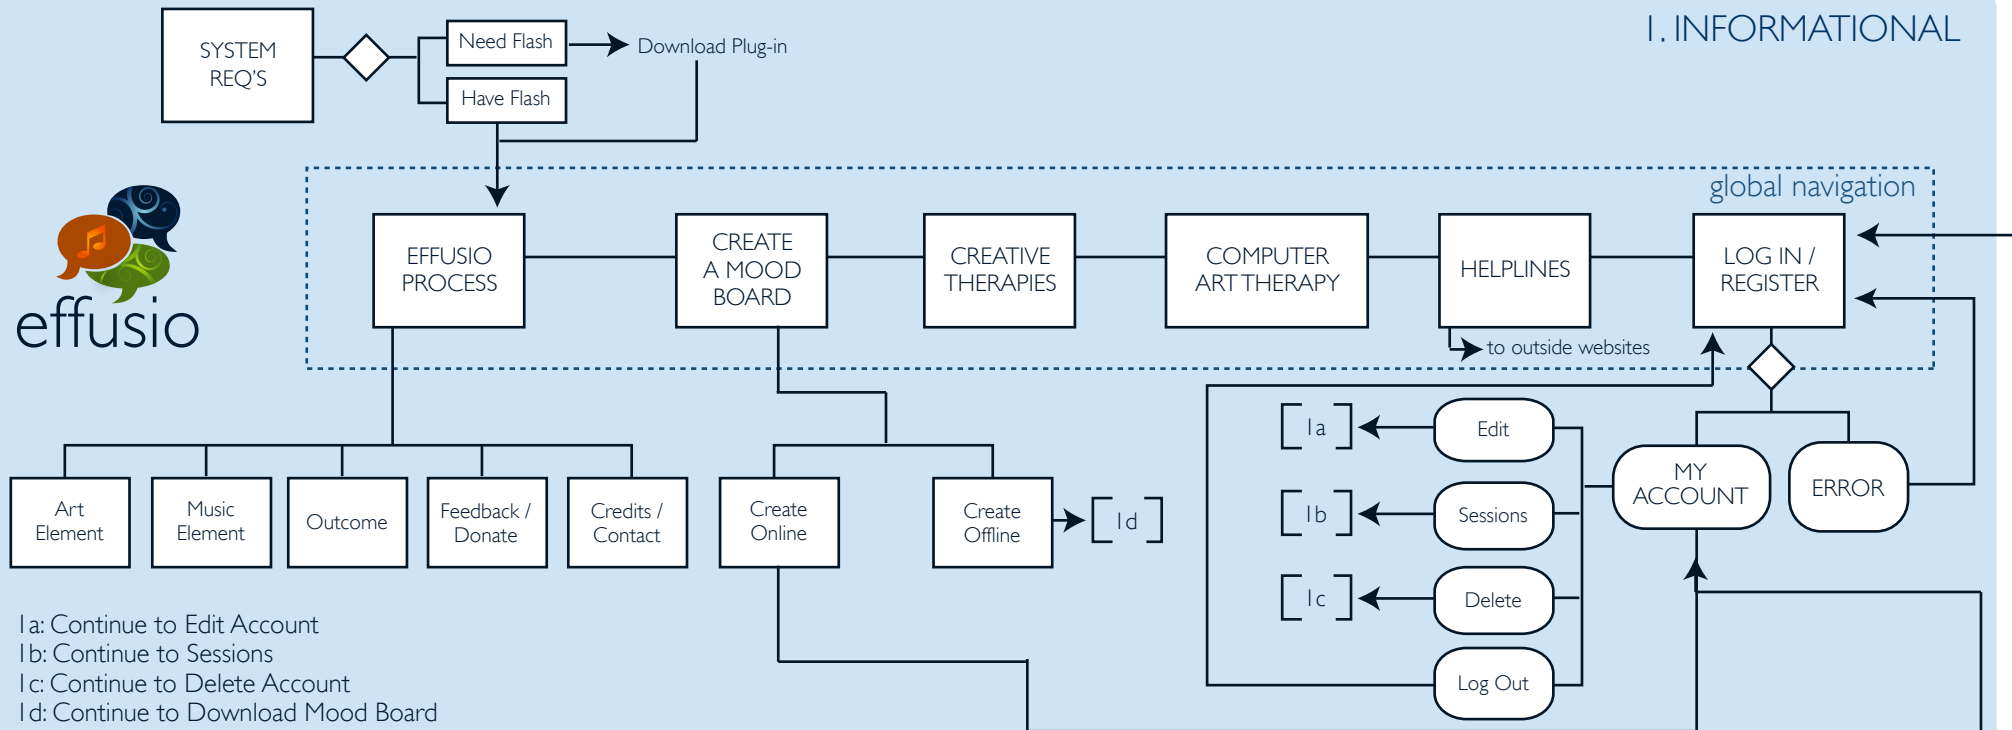 1. INFORMATIONAL
SYSTEM
REQ'S
Need Flash
Download Plug-in
Have Flash
global navigation
effusio
EFFUSIO
PROCESS
CREATE
A MOOD
BOARD
CREATIVE
THERAPIES
COMPUTER
ART THERAPY
HELPLINES
LOG IN /
REGISTER
to outside websites
Art
Element
Music
Element
Outcome
Feedback /
Donate
Credits /
Contact
Create
Online
Create
Offline
1d
1a
Edit
1b
Sessions
1c
Delete
Log Out
MY
ACCOUNT
ERROR
1a: Continue to Edit Account
1b: Continue to Sessions
1c: Continue to Delete Account
1d: Continue to Download Mood Board